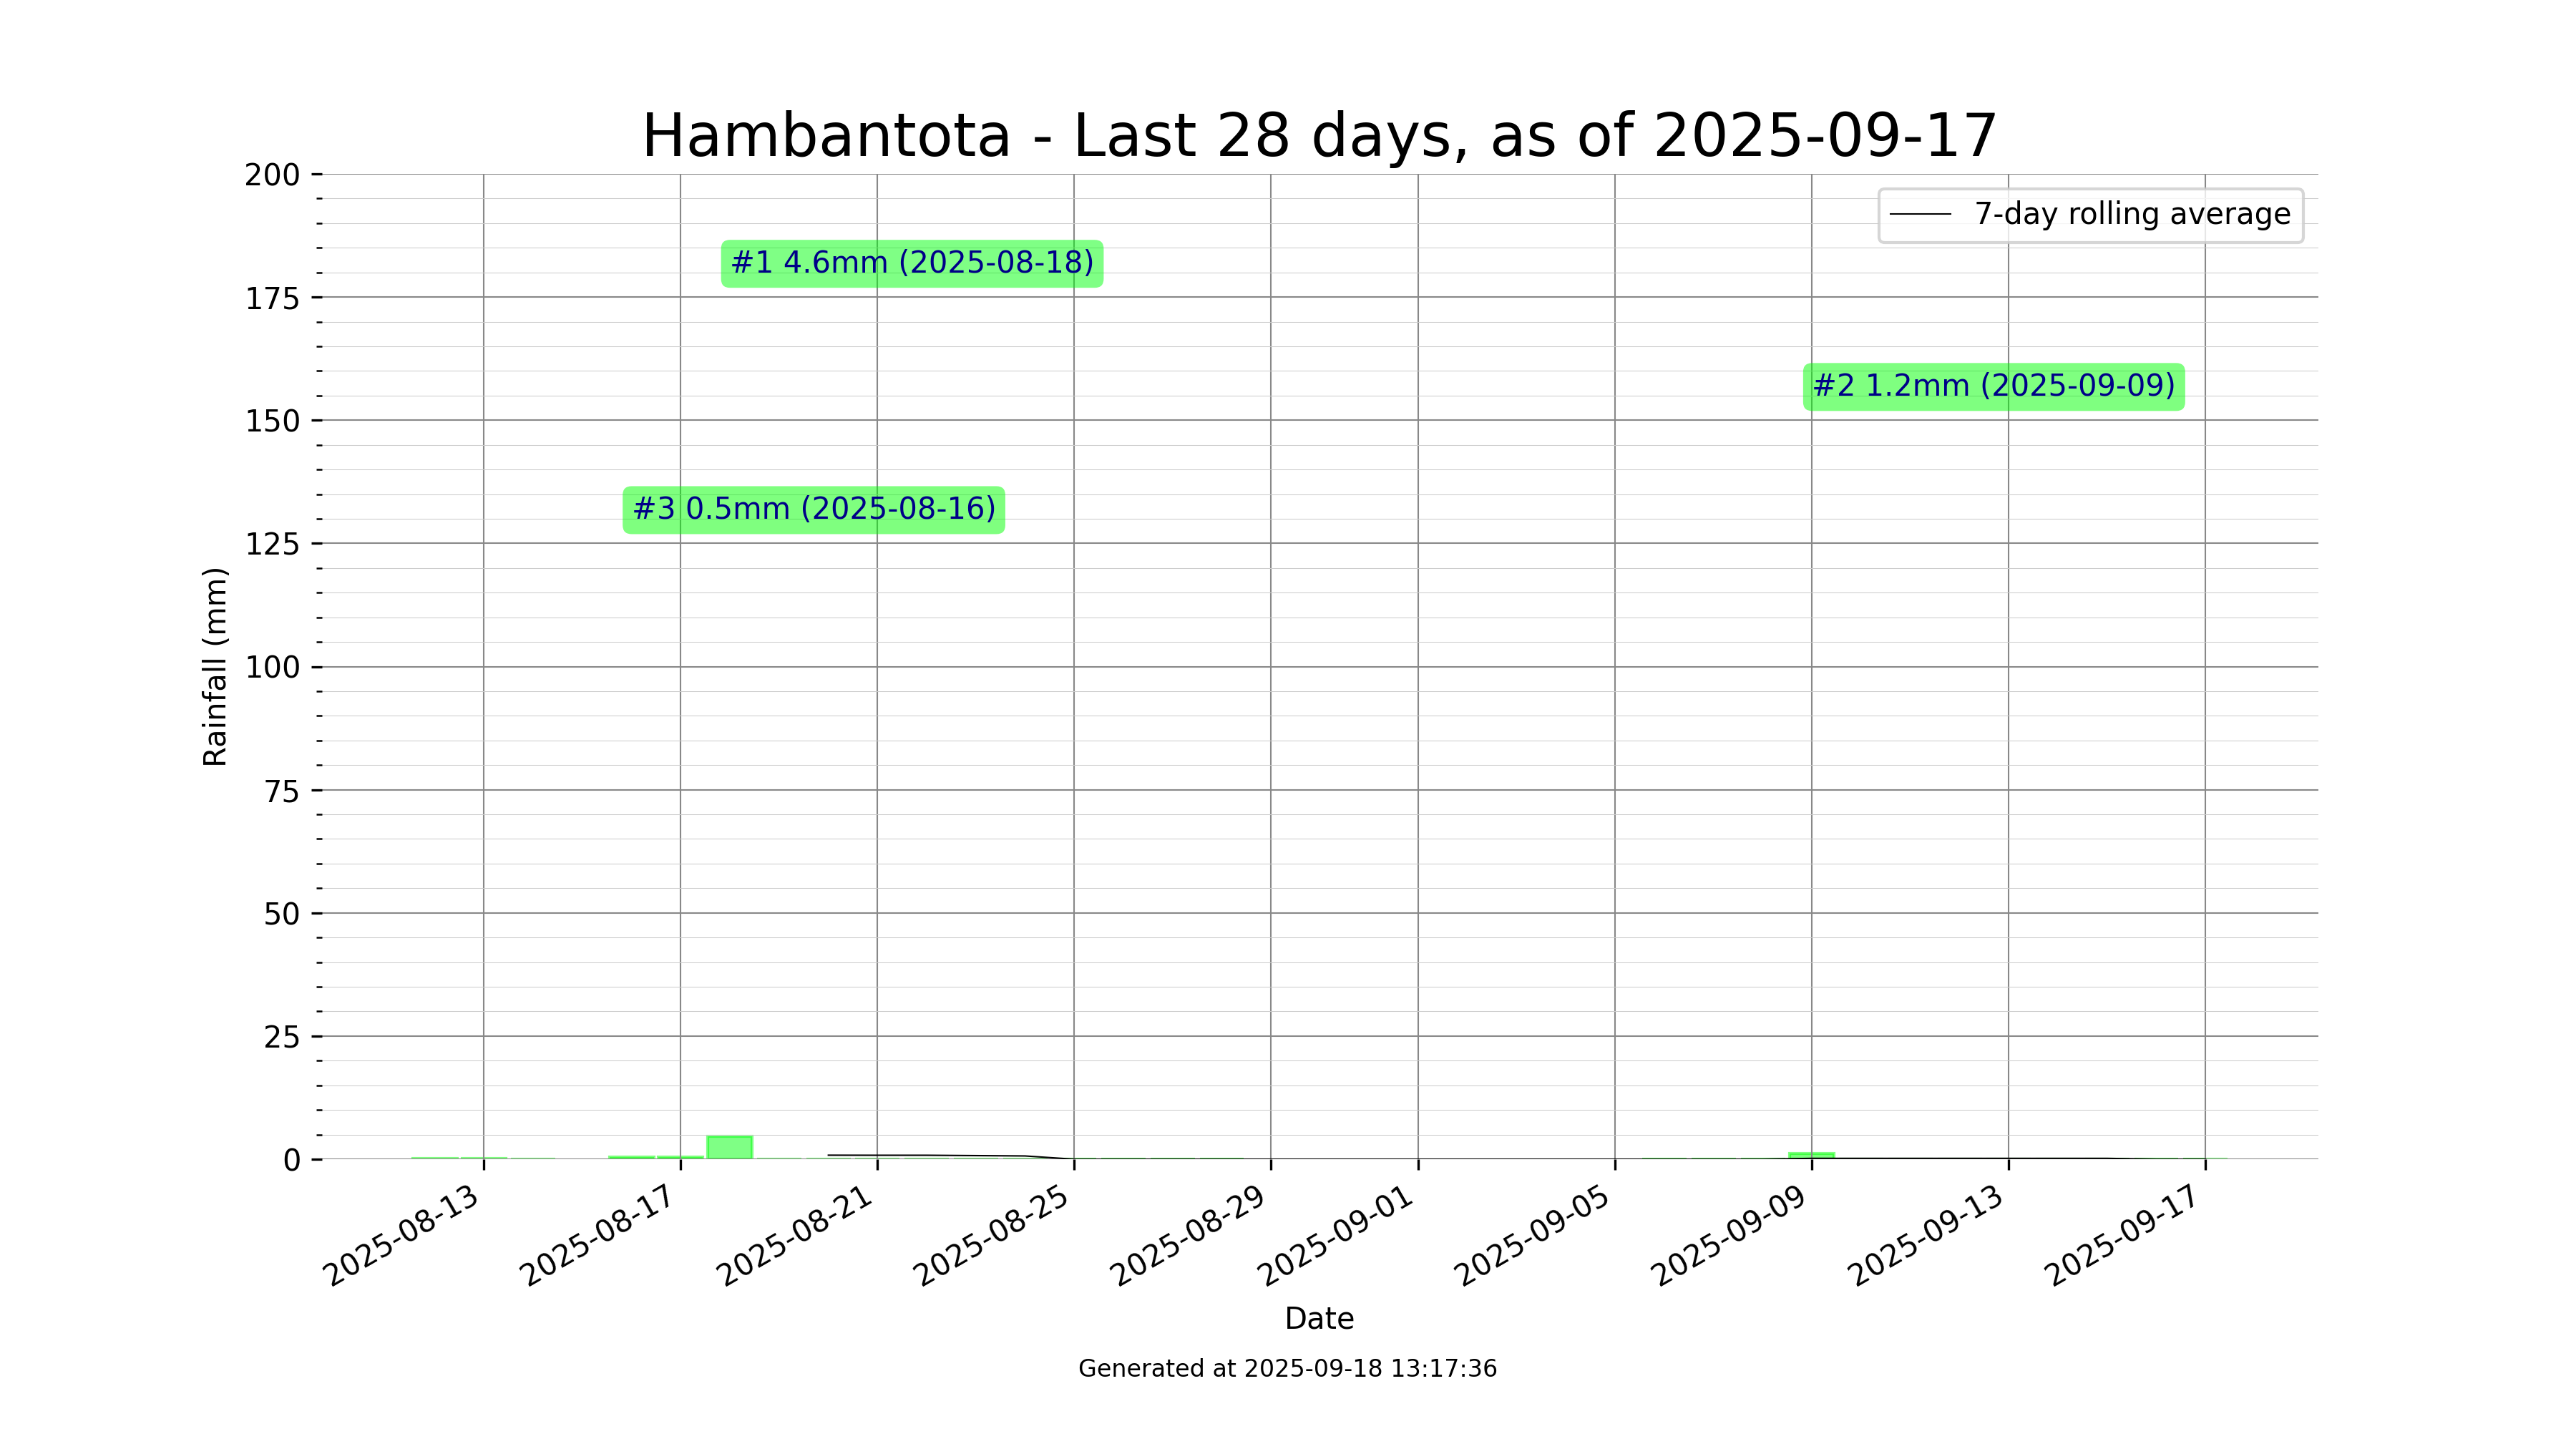 Hambantota - Last 28 days, as of 2025-09-17
7-day rolling average
#1 4.6mm (2025-08-18)
#2 1.2mm (2025-09-09)
#3 0.5mm (2025-08-16)
Rainfall (mm)
200
175
150
125
100
75
50
25
0
2025-08-13
2025-08-17
2025-08-21
2025-08-25
2025-08-29
2025-09-01
2025-09-05
2025-09-09
2025-09-13
2025-09-17
Date
Generated at 2025-09-18 13:17:36